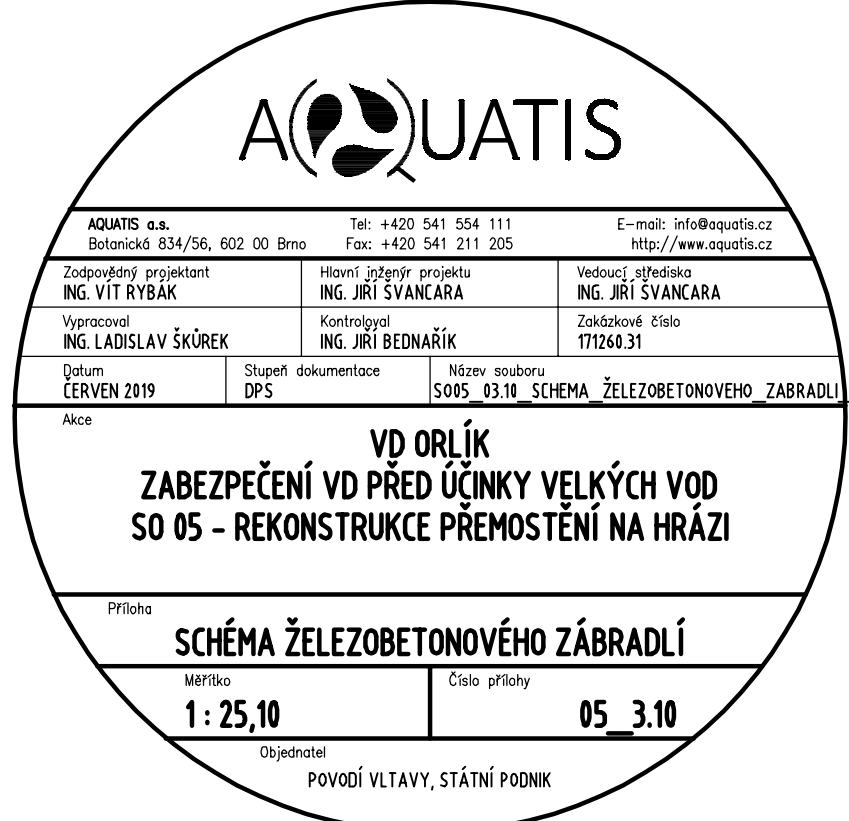 AQUATIS
AQUATIS a.s. Tel: +420 541 554 111 E-mail: info@aquatis.cz
Botanická 834/56, 602 00 Brno Fax: +420 541 211 205 http://www.aquatis.cz
Zodpovědný projektant Hlavní inženýr projektu Vedoucí střediska
ING. VÍT RYBÁK ING. JIŘÍ ŠVANCARA ING. JIŘÍ ŠVANCARA
Vypracoval Kontroloval Zakázkové číslo
ING. LADISLAV ŠKŮREK ING. JIŘÍ BEDNAŘÍK 171260.31
Datum Stupeň dokumentace Název souboru
ČERVEN 2019 DPS SO05_03.10_SCHEMA_ŽELEZOBETONOVEHO_ZABRADLI_
Akce
VD ORLÍK
ZABEZPEČENÍ VD PŘED ÚČINKY VELKÝCH VOD
SO 05 - REKONSTRUKCE PŘEMOSTĚNÍ NA HRÁZI
Příloha
SCHÉMA ŽELEZOBETONOVÉHO ZÁBRADLÍ
Měřítko Číslo přílohy
1 : 25,10 05_3.10
Objednatel
POVODÍ VLTAVY, STÁTNÍ PODNIK